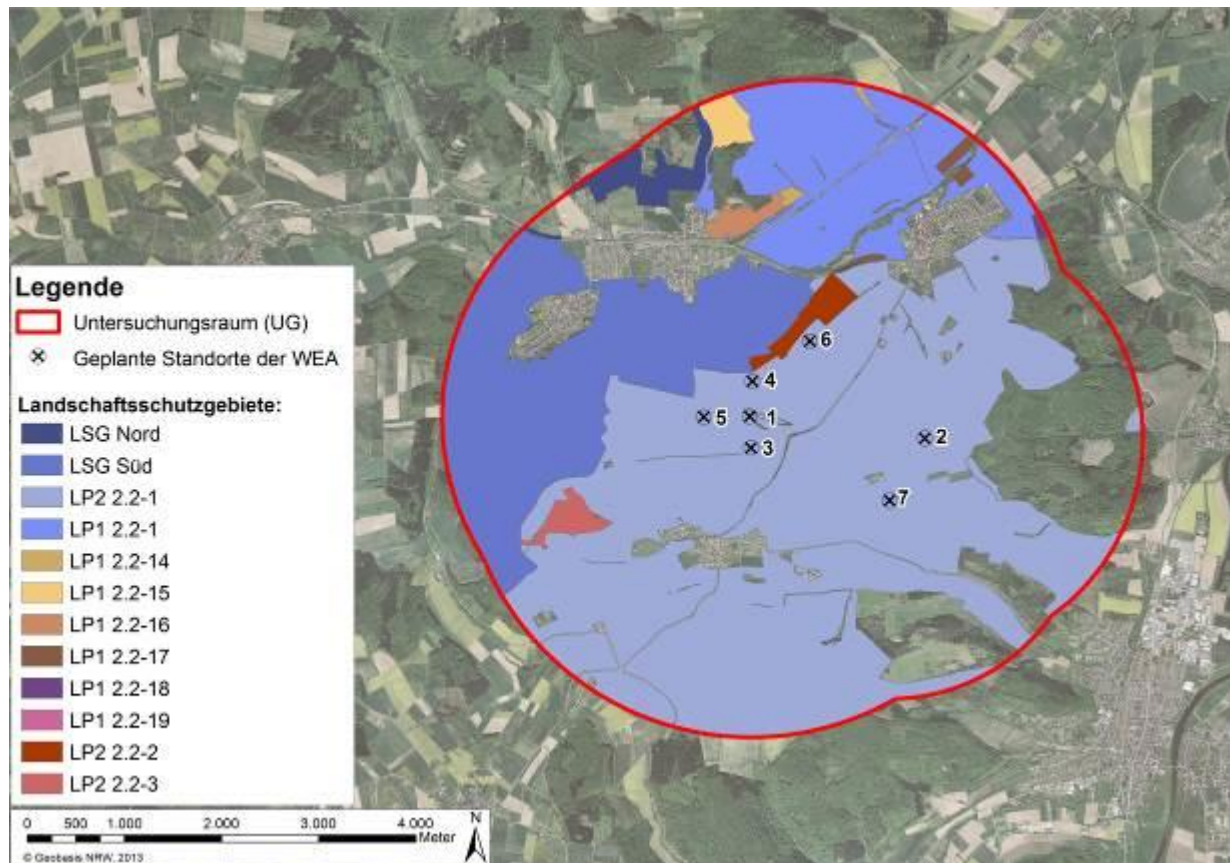 Legende
Untersuchungsraum (UG)
Geplante Standorte der WEA
Landschaftsschutzgebiete:
LSG Nord
LSG Süd
LP2 2.2-1
LP1 2.2-1
LP1 2.2-14
LP1 2.2-15
LP1 2.2-16
LP1 2.2-17
LP1 2.2-18
LP1 2.2-19
LP2 2.2-2
LP2 2.2-3
0 500 1.000 2.000 3.000 4.000
Meter
N
© Geobasis NRW, 2013
6
4
5 1
2
3
7